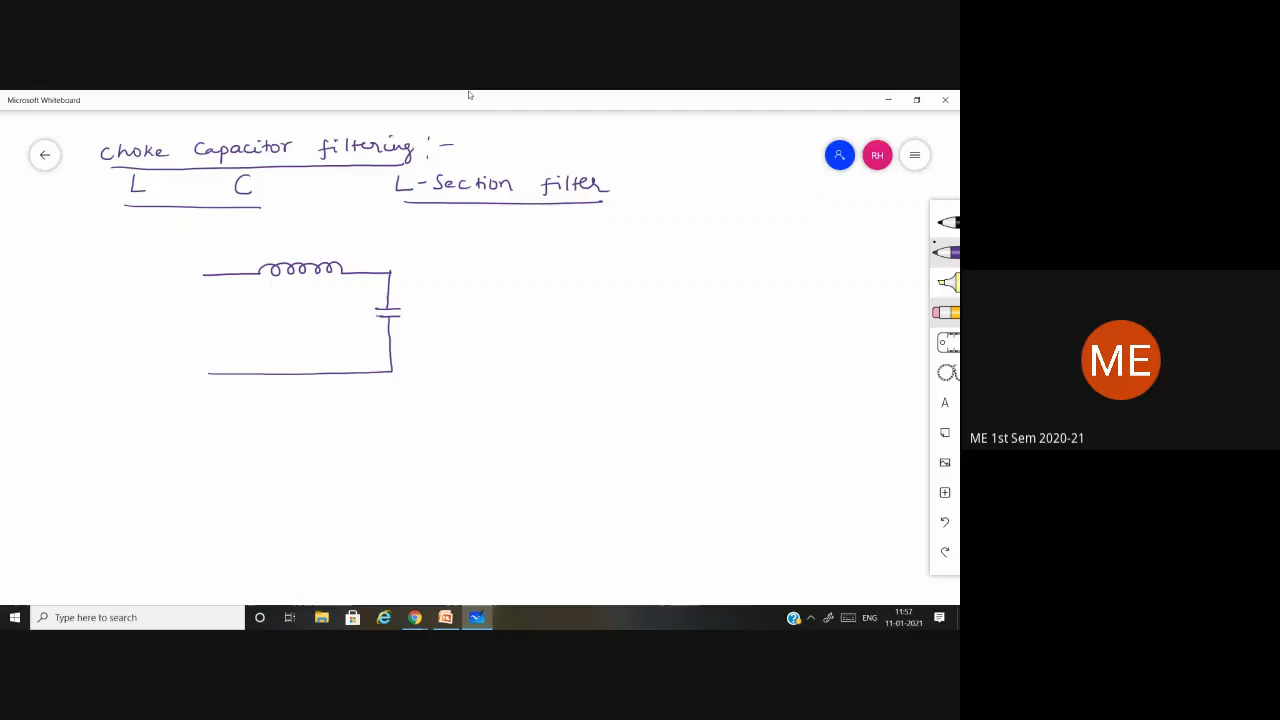 Microsoft Whiteboard
Choke Capacitor filtering :-
L C L-Section filter
RH
A
ME
ME 1st Sem 2020-21
Type here to search
ENG
11:57
11-01-2021